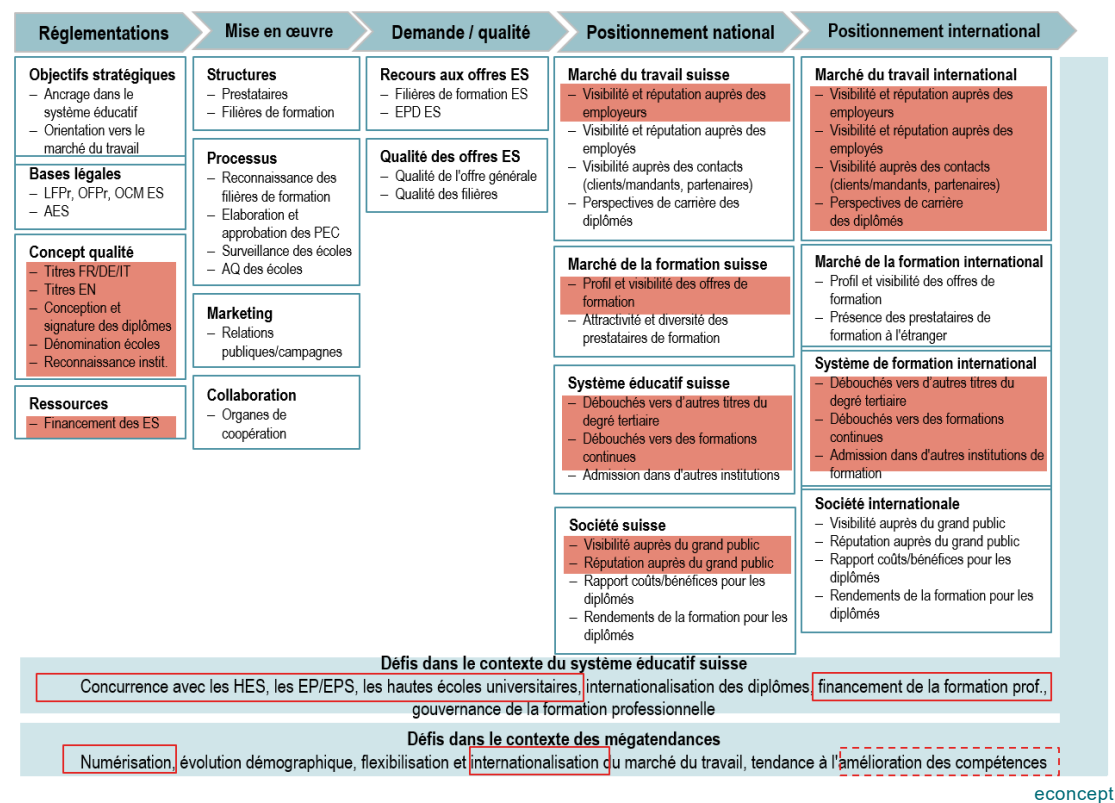 Réglementations
Mise en œuvre
Demande / qualité
Positionnement national
Positionnement international
Objectifs stratégiques
– Ancrage dans le
système éducatif
– Orientation vers le
marché du travail
Bases légales
– LFPr, OFPr, OCM ES
– AES
Concept qualité
– Titres FR/DE/IT
– Titres EN
– Conception et
signature des diplômes
– Dénomination écoles
– Reconnaissance instit.
Ressources
– Financement des ES
Structures
– Prestataires
– Filières de formation
Processus
– Reconnaissance des
filières de formation
– Elaboration et
approbation des PEC
– Surveillance des écoles
– AQ des écoles
Marketing
– Relations
publiques/campagnes
Collaboration
– Organes de
coopération
Recours aux offres ES
– Filières de formation ES
– EPD ES
Qualité des offres ES
– Qualité de l'offre générale
– Qualité des filières
Marché du travail suisse
– Visibilité et réputation auprès des
employeurs
– Visibilité et réputation auprès des
employés
– Visibilité auprès des contacts
(clients/mandants, partenaires)
– Perspectives de carrière des
diplômés
Marché de la formation suisse
– Profil et visibilité des offres de
formation
– Attractivité et diversité des
prestataires de formation
Système éducatif suisse
– Débouchés vers d'autres titres du
degré tertiaire
– Débouchés vers des formations
continues
– Admission dans d'autres institutions
Société suisse
– Visibilité auprès du grand public
– Réputation auprès du grand public
– Rapport coûts/bénéfices pour les
diplômés
– Rendements de la formation pour les
diplômés
Marché du travail international
– Visibilité et réputation auprès des
employeurs
– Visibilité et réputation auprès des
employés
– Visibilité auprès des contacts
(clients/mandants, partenaires)
– Perspectives de carrière
des diplômés
Marché de la formation international
– Profil et visibilité des offres de
formation
– Présence des prestataires de
formation à l'étranger
Système de formation international
– Débouchés vers d'autres titres du
degré tertiaire
– Débouchés vers des formations
continues
– Admission dans d'autres institutions de
formation
Société internationale
– Visibilité auprès du grand public
– Réputation auprès du grand public
– Rapport coûts/bénéfices pour les
diplômés
– Rendements de la formation pour les
diplômés
Défis dans le contexte du système éducatif suisse
Concurrence avec les HES, les EP/EPS, les hautes écoles universitaires, internationalisation des diplômes, financement de la formation prof.,
gouvernance de la formation professionnelle
Défis dans le contexte des mégatendances
Numérisation, évolution démographique, flexibilisation et internationalisation du marché du travail, tendance à l'amélioration des compétences
econcept